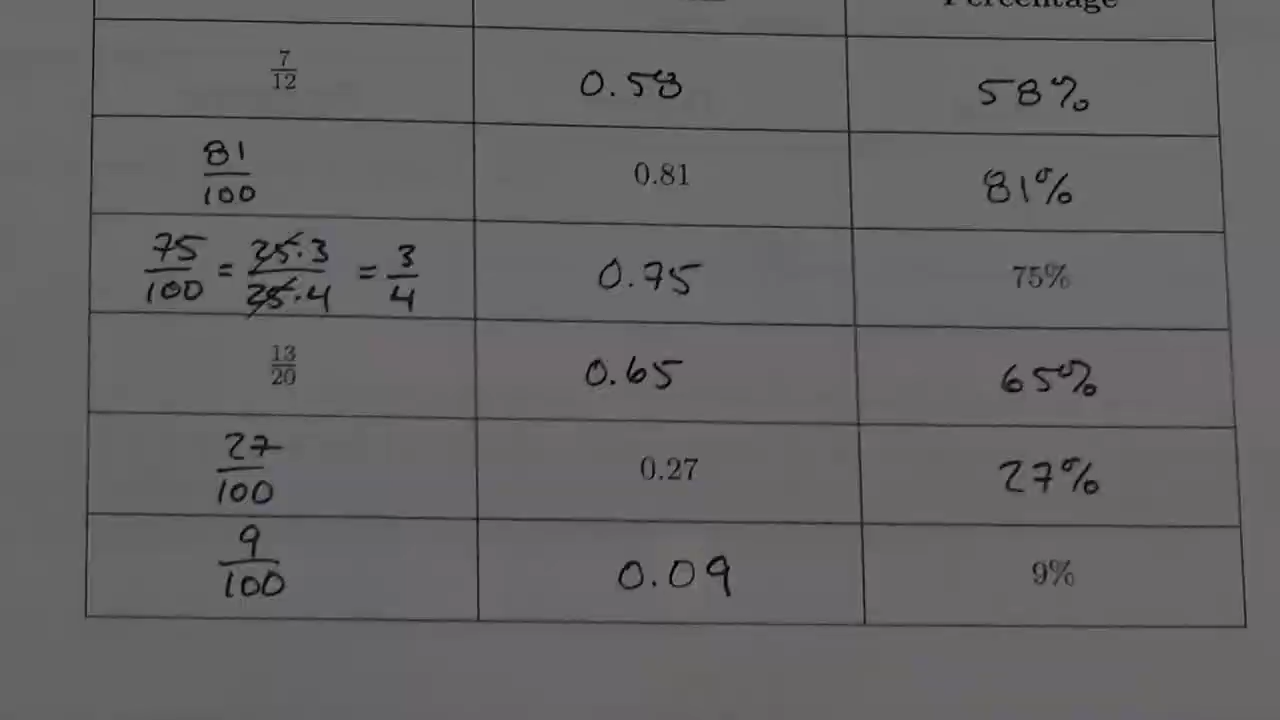 Percentage
7/12 0.58 58%
81/100 0.81 81%
75/100 = 25·3/25·4 = 3/4 0.75 75%
13/20 0.65 65%
27/100 0.27 27%
9/100 0.09 9%